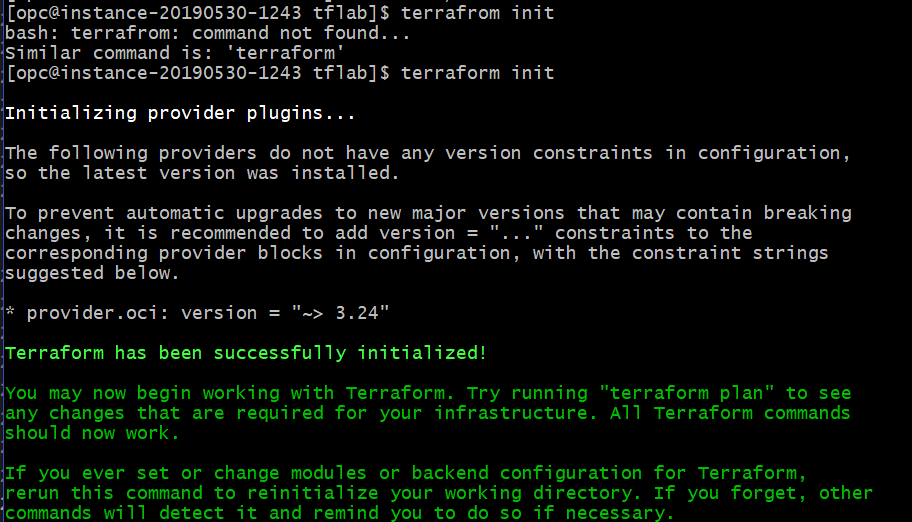 [opc@instance-20190530-1243 tflab]$ terrafrom init
bash: terrafrom: command not found...
Similar command is: 'terraform'
[opc@instance-20190530-1243 tflab]$ terraform init
Initializing provider plugins...
The following providers do not have any version constraints in configuration,
so the latest version was installed.
To prevent automatic upgrades to new major versions that may contain breaking
changes, it is recommended to add version = "..." constraints to the
corresponding provider blocks in configuration, with the constraint strings
suggested below.
* provider.oci: version = "~> 3.24"
Terraform has been successfully initialized!
You may now begin working with Terraform. Try running "terraform plan" to see
any changes that are required for your infrastructure. All Terraform commands
should now work.
If you ever set or change modules or backend configuration for Terraform,
rerun this command to reinitialize your working directory. If you forget, other
commands will detect it and remind you to do so if necessary.